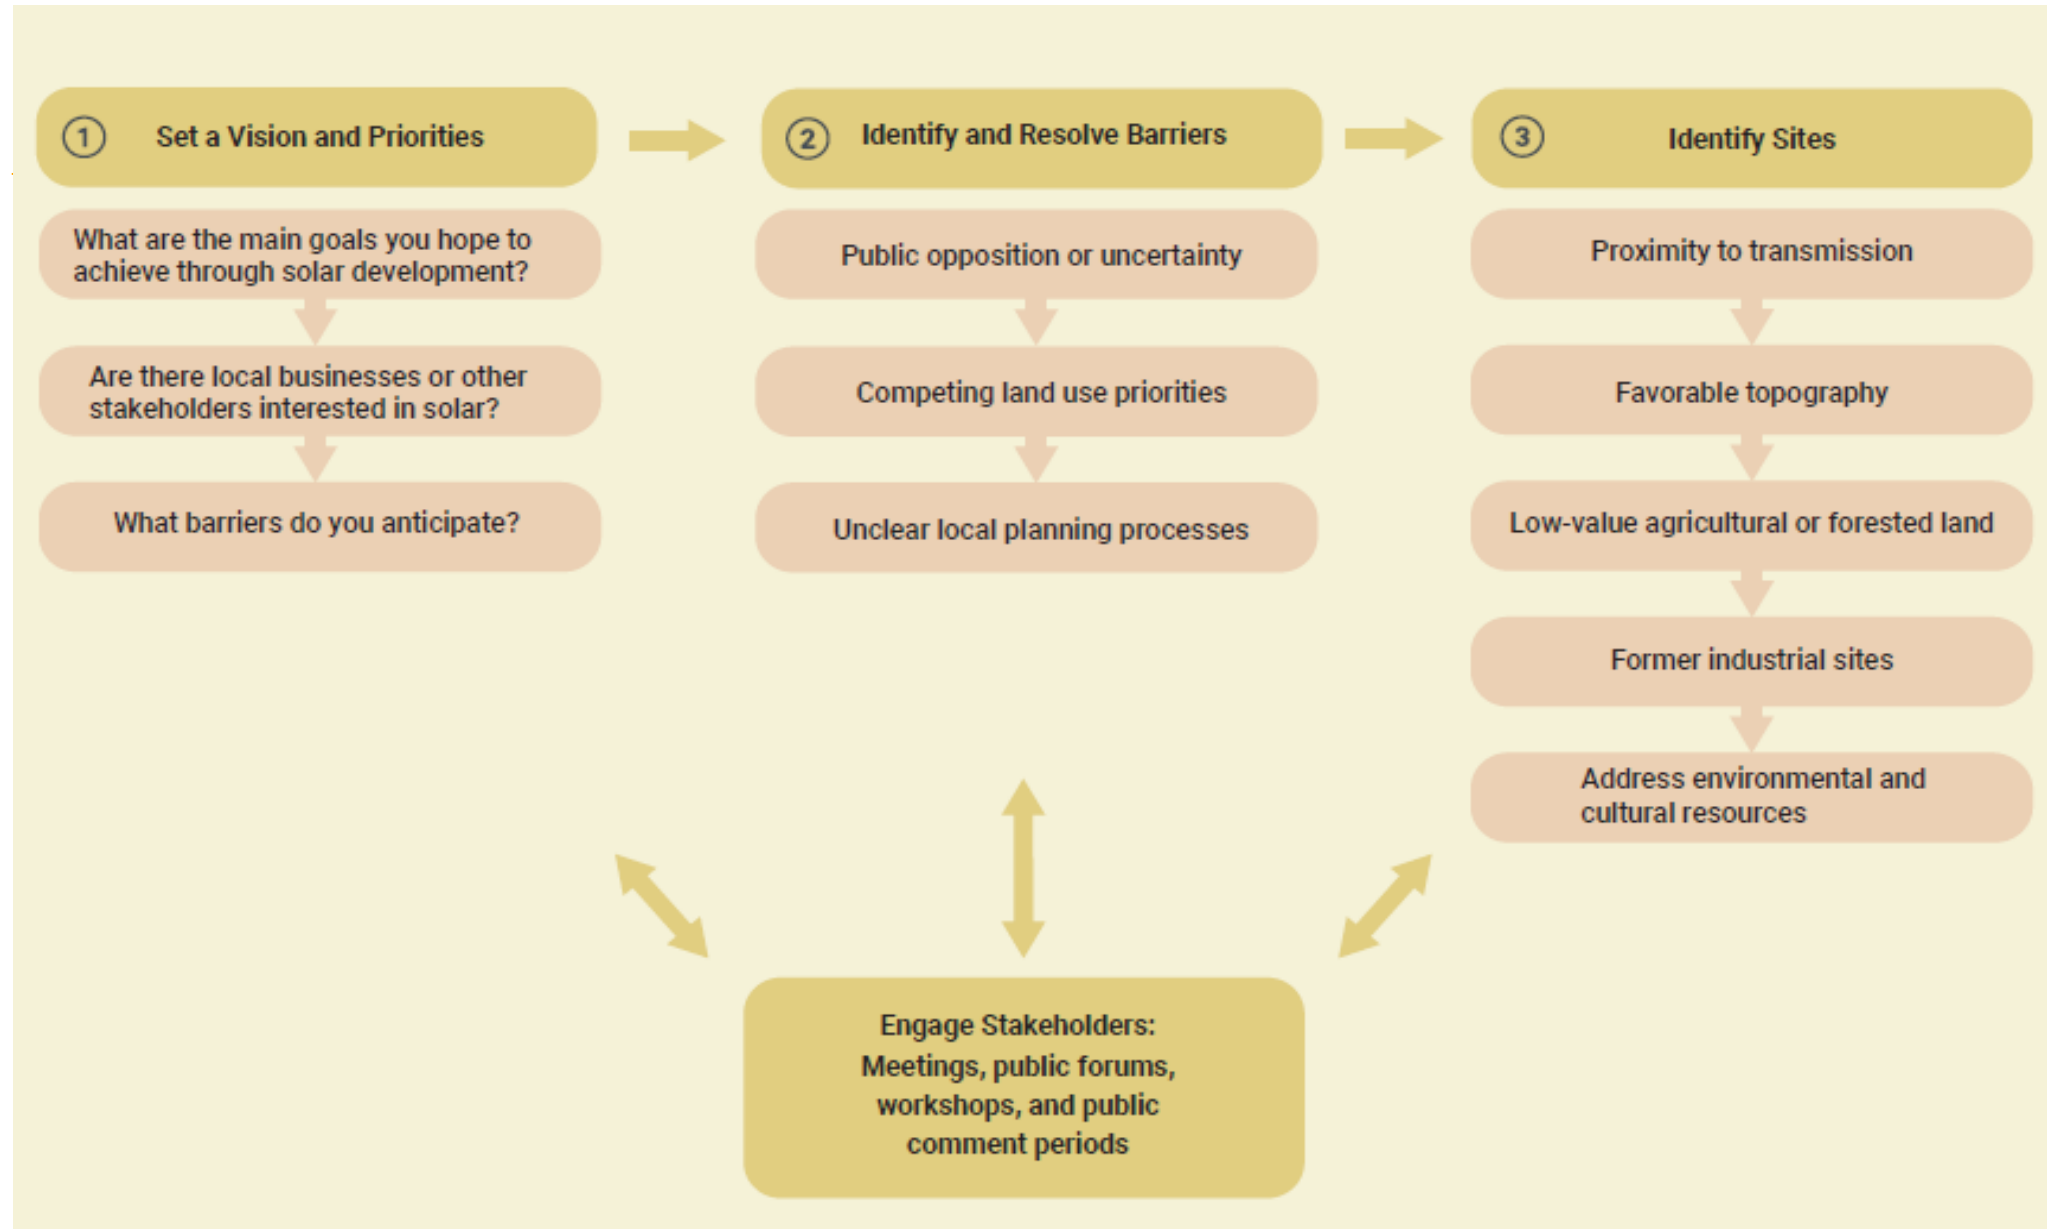 1 Set a Vision and Priorities
What are the main goals you hope to
achieve through solar development?
Are there local businesses or other
stakeholders interested in solar?
What barriers do you anticipate?
2 Identify and Resolve Barriers
Public opposition or uncertainty
Competing land use priorities
Unclear local planning processes
3 Identify Sites
Proximity to transmission
Favorable topography
Low-value agricultural or forested land
Former industrial sites
Address environmental and
cultural resources
Engage Stakeholders:
Meetings, public forums,
workshops, and public
comment periods